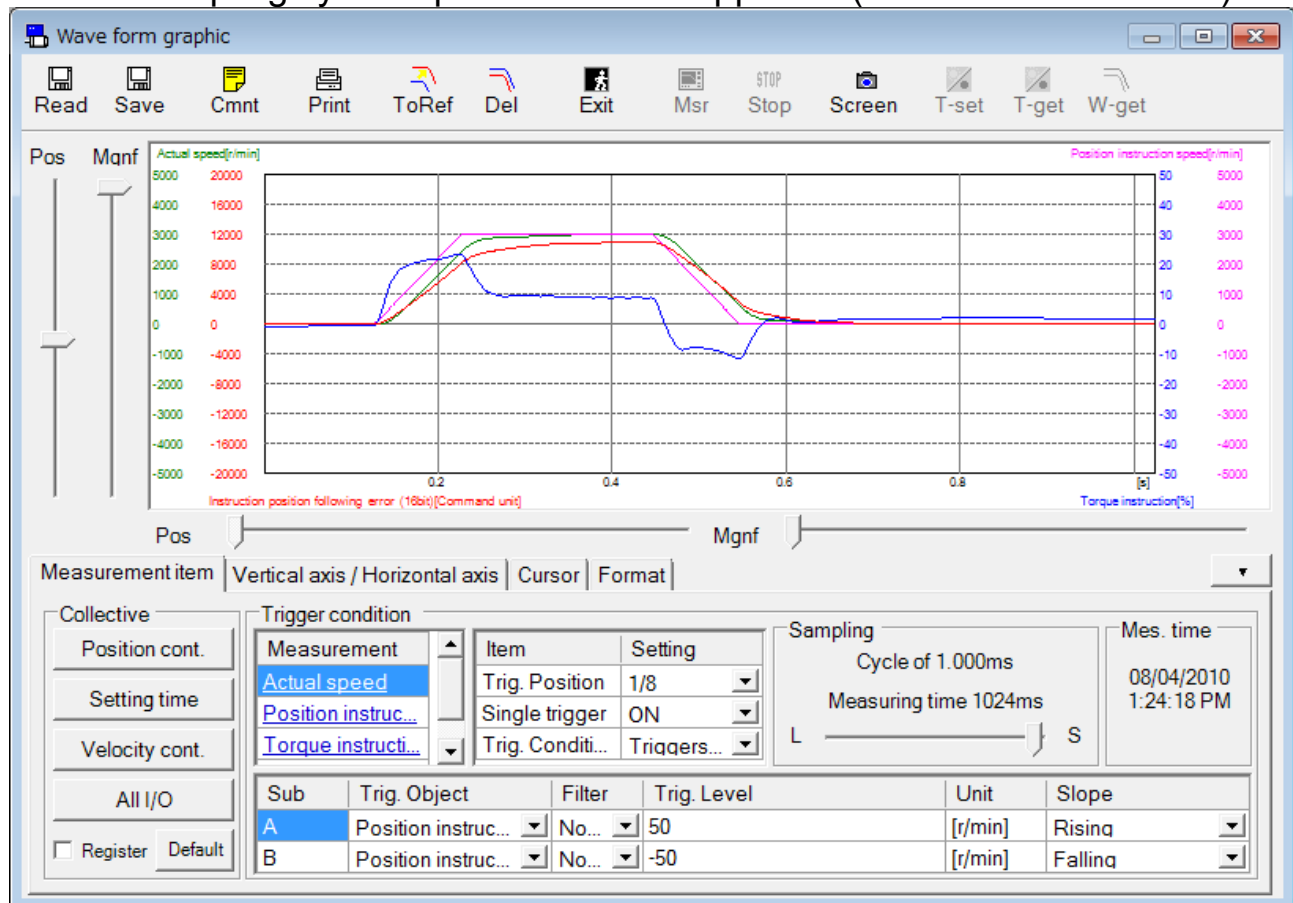 Wave form graphic
Read Save Cmnt Print ToRef Del Exit Msr Stop Screen T-set T-get W-get
STOP
Pos Mgnf
Actual speed[r/min] Position instruction speed[r/min]
5000 20000 50 5000
4000 16000 40 4000
3000 12000 30 3000
2000 8000 20 2000
1000 4000 10 1000
0 0 0 0
-1000 -4000 -10 -1000
-2000 -8000 -20 -2000
-3000 -12000 -30 -3000
-4000 -16000 -40 -4000
-5000 -20000 0.2 0.4 0.6 0.8 [s] -50 -5000
Instruction position following error (16bit)[Command unit] Torque instruction[%]
Pos Mgnf
Measurement item Vertical axis / Horizontal axis Cursor Format
Collective
Position cont.
Setting time
Velocity cont.
All I/O
Register Default
Trigger condition
Measurement
Actual speed
Position instruc...
Torque instructi...
Item Setting
Trig. Position 1/8
Single trigger ON
Trig. Conditi... Triggers...
Sampling
Cycle of 1.000ms
Measuring time 1024ms
L S
Mes. time
08/04/2010
1:24:18 PM
Sub Trig. Object Filter Trig. Level Unit Slope
A Position instruc... No... 50 [r/min] Rising
B Position instruc... No... -50 [r/min] Falling